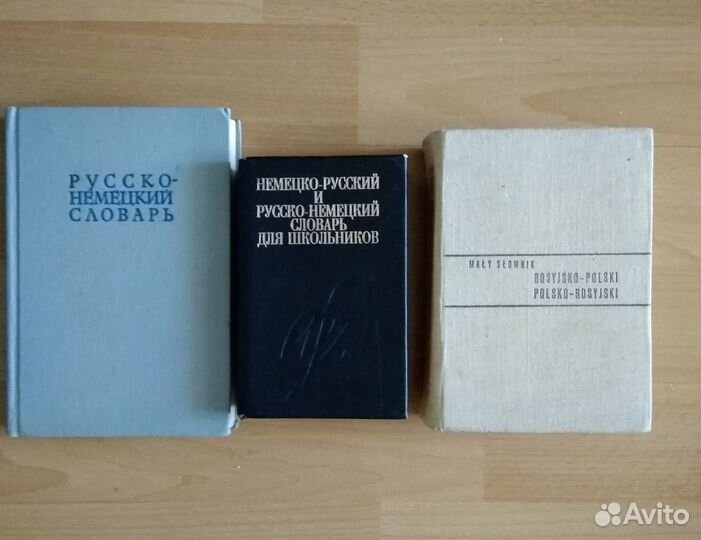 РУССКО-
НЕМЕЦКИЙ
СЛОВАРЬ
НЕМЕЦКО-РУССКИЙ
И
РУССКО-НЕМЕЦКИЙ
СЛОВАРЬ
ДЛЯ ШКОЛЬНИКОВ
MAŁY SŁOWNIK
ROSYJSKO-POLSKI
POLSKO-ROSYJSKI
Avito